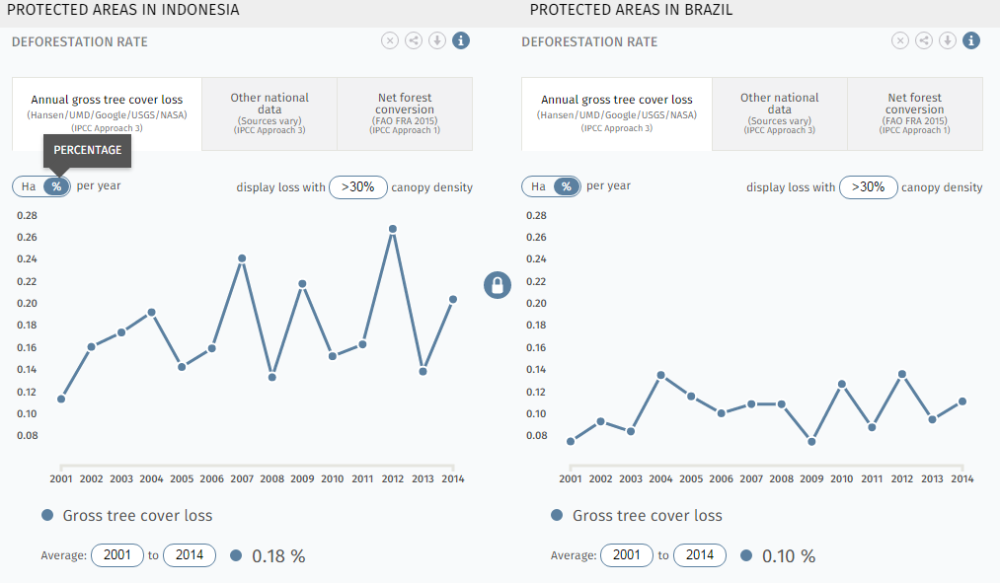 PROTECTED AREAS IN INDONESIA
DEFORESTATION RATE
i
Annual gross tree cover loss
(Hansen/UMD/Google/USGS/NASA)
(IPCC Approach 3)
Other national
data
(Sources vary)
(IPCC Approach 3)
Net forest
conversion
(FAO FRA 2015)
(IPCC Approach 1)
PERCENTAGE
Ha % per year
display loss with >30% canopy density
0.28
0.26
0.24
0.22
0.20
0.18
0.16
0.14
0.12
0.10
0.08
2001 2002 2003 2004 2005 2006 2007 2008 2009 2010 2011 2012 2013 2014
Gross tree cover loss
Average: 2001 to 2014 0.18 %
PROTECTED AREAS IN BRAZIL
DEFORESTATION RATE
i
Annual gross tree cover loss
(Hansen/UMD/Google/USGS/NASA)
(IPCC Approach 3)
Other national
data
(Sources vary)
(IPCC Approach 3)
Net forest
conversion
(FAO FRA 2015)
(IPCC Approach 1)
Ha % per year
display loss with >30% canopy density
0.28
0.26
0.24
0.22
0.20
0.18
0.16
0.14
0.12
0.10
0.08
2001 2002 2003 2004 2005 2006 2007 2008 2009 2010 2011 2012 2013 2014
Gross tree cover loss
Average: 2001 to 2014 0.10 %